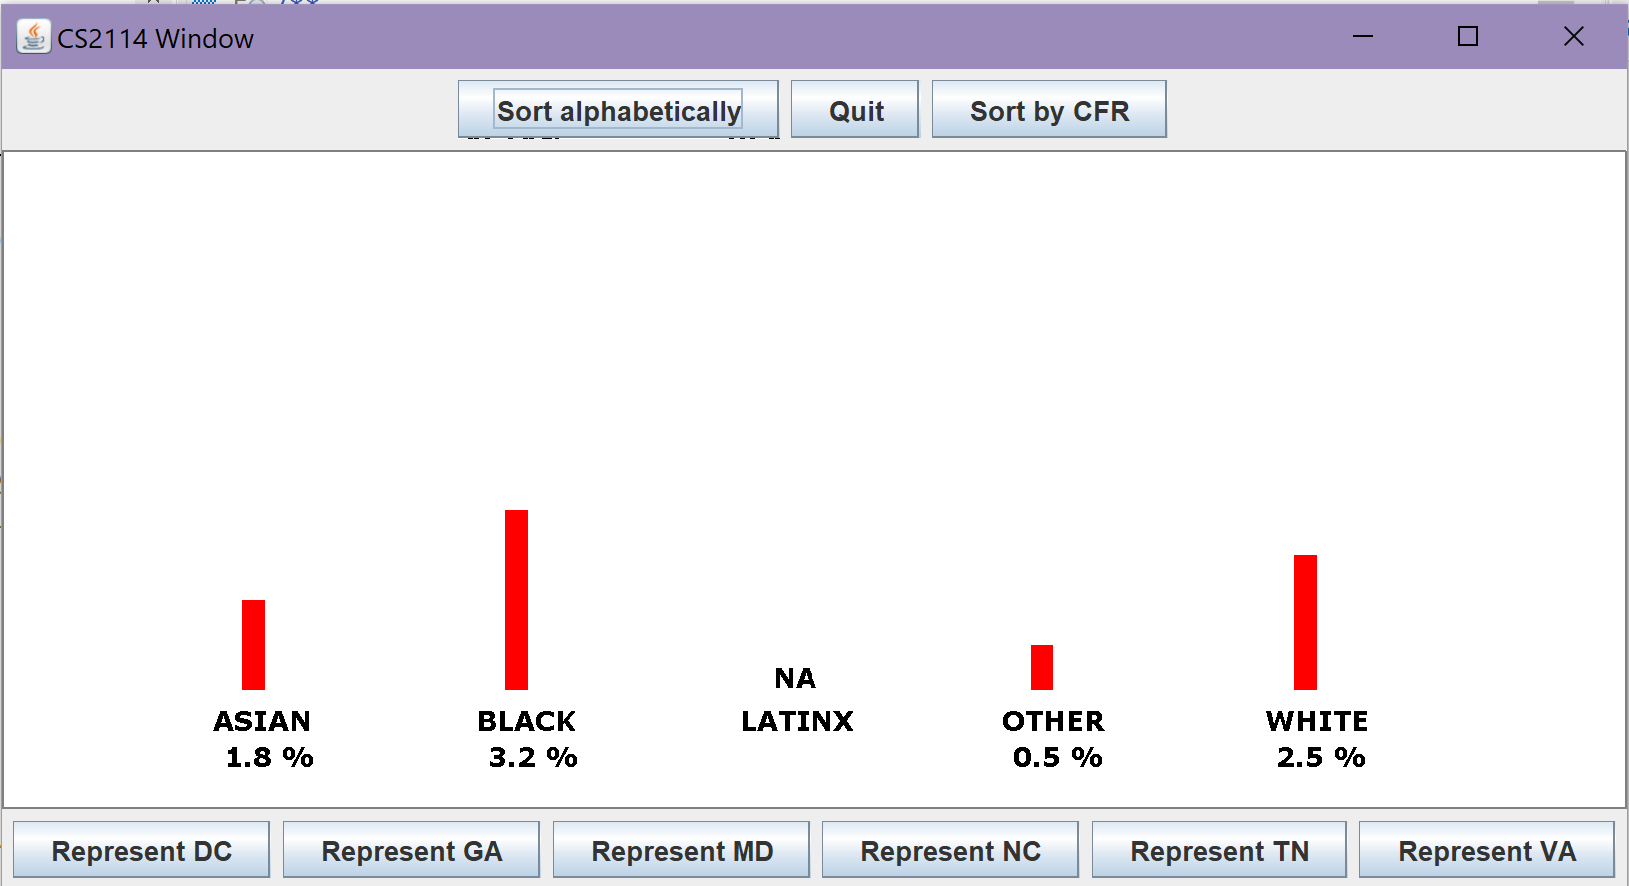 CS2114 Window
Sort alphabetically Quit Sort by CFR
NA
ASIAN BLACK LATINX OTHER WHITE
1.8 % 3.2 % 0.5 % 2.5 %
Represent DC Represent GA Represent MD Represent NC Represent TN Represent VA